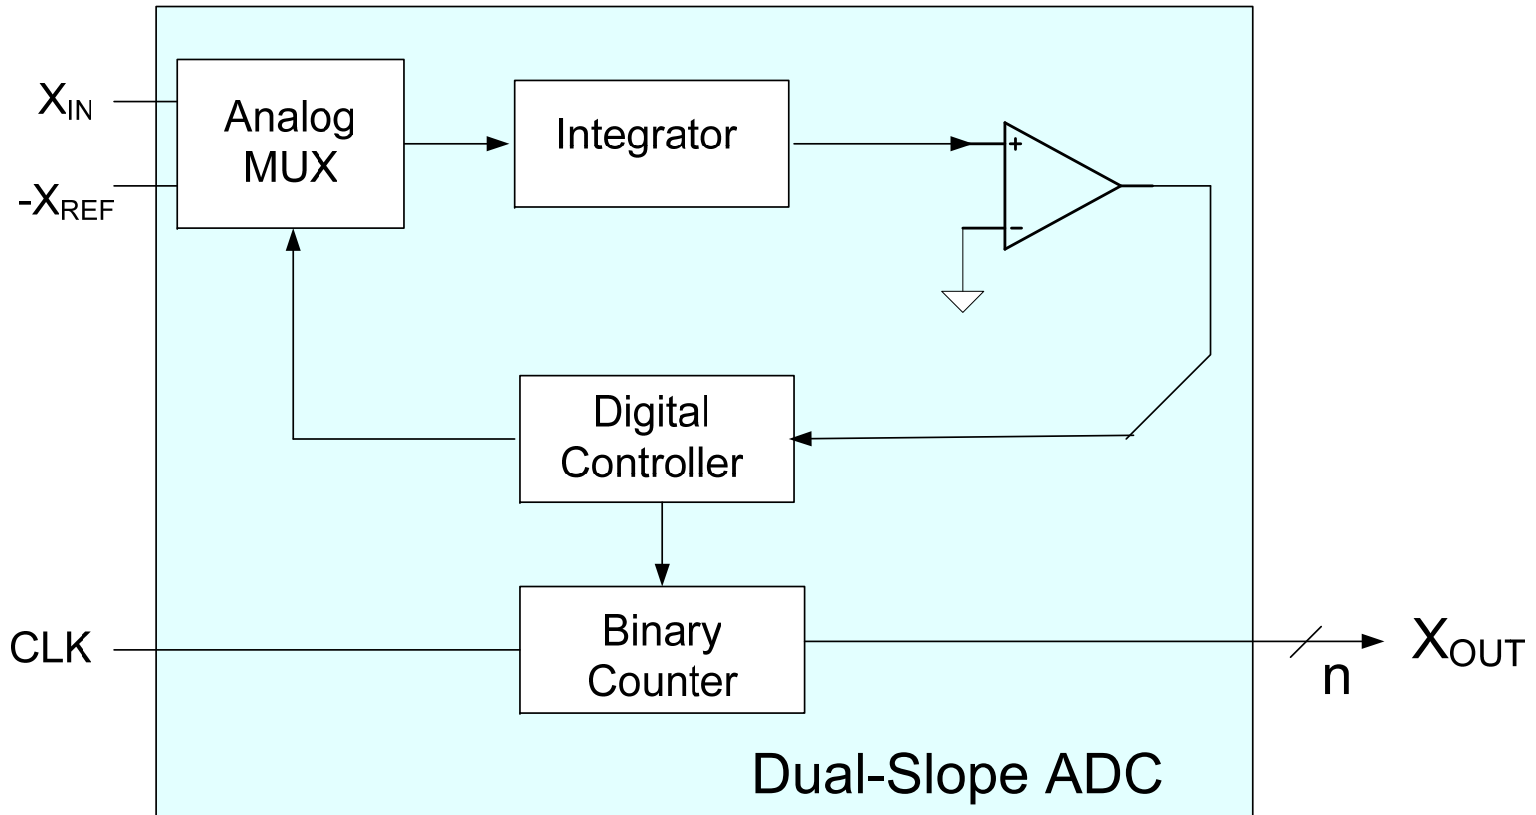 X_IN
-X_REF
Analog
MUX
Integrator
+
−
Digital
Controller
CLK
Binary
Counter
n
X_OUT
Dual-Slope ADC